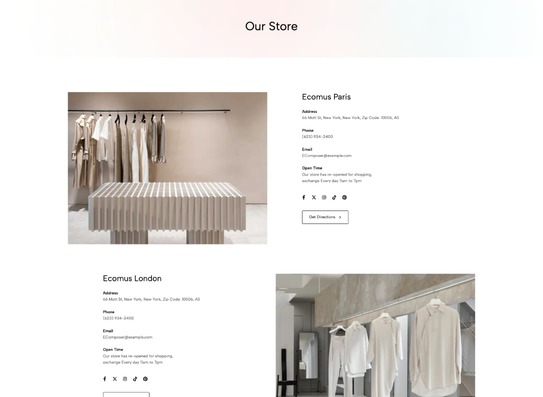 Our Store
Ecomus Paris
Address
66 Mott St, New York, New York, Zip Code: 10006, AS
Phone
(623) 934-2400
Email
EComposer@example.com
Open Time
Our store has re-opened for shopping,
exchange Every day 11am to 7pm
Get Directions
Ecomus London
Address
66 Mott St, New York, New York, Zip Code: 10006, AS
Phone
(623) 934-2400
Email
EComposer@example.com
Open Time
Our store has re-opened for shopping,
exchange Every day 11am to 7pm